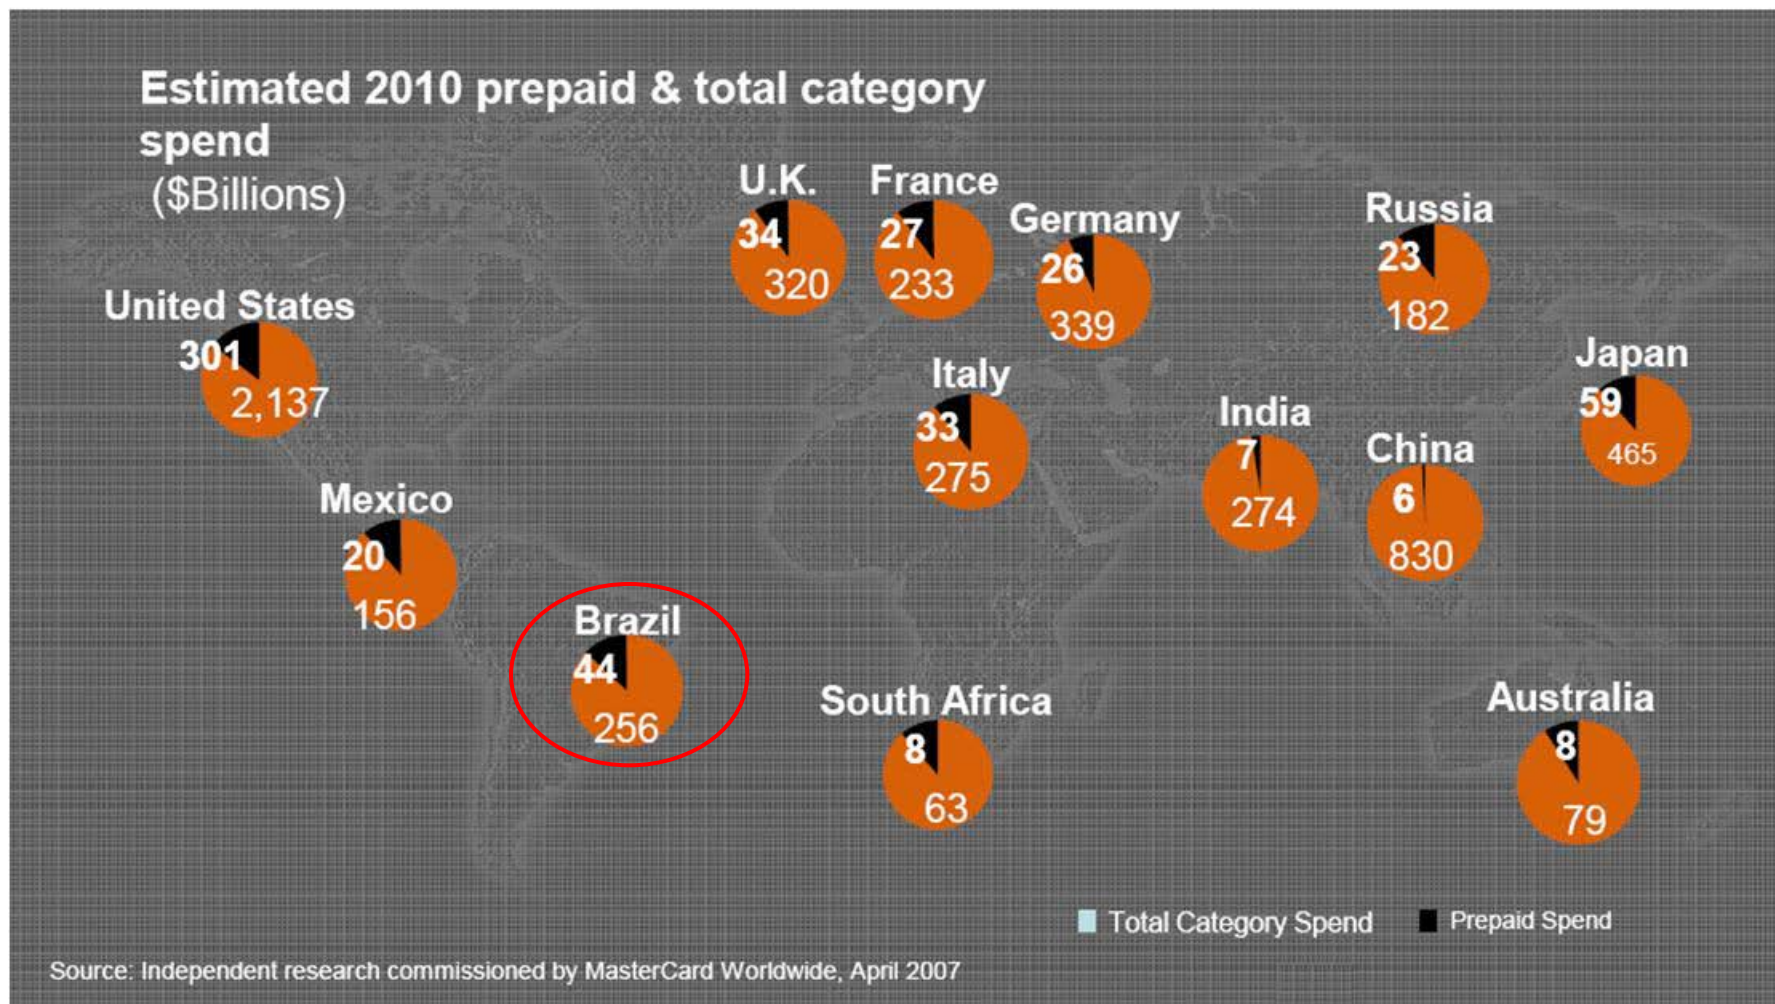 Estimated 2010 prepaid & total category
spend
($Billions)
U.K.
34
320
France
27
233
Germany
26
339
Russia
23
182
United States
301
2,137
Italy
33
275
Japan
59
465
India
7
274
China
6
830
Mexico
20
156
Brazil
44
256
South Africa
8
63
Australia
8
79
Total Category Spend
Prepaid Spend
Source: Independent research commissioned by MasterCard Worldwide, April 2007